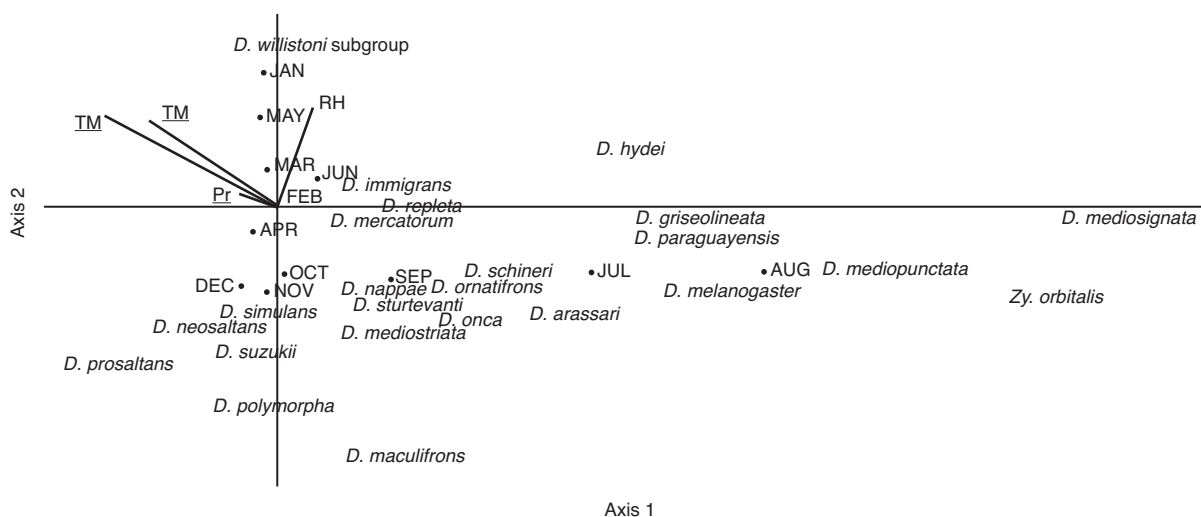 D. willistoni subgroup
JAN
RH
TM
TM
MAY
D. hydei
MAR
JUN
D. immigrans
Pr
FEB
D. repleta
D. mercatorum
D. griseolineata
D. mediosignata
APR
D. paraguayensis
OCT
SEP
D. schineri
JUL
AUG
D. mediopunctata
DEC
NOV
D. nappae
D. ornatifrons
D. melanogaster
Zy. orbitalis
D. simulans
D. sturtevanti
D. neosaltans
D. onca
D. arassari
D. mediostriata
D. suzukii
D. prosaltans
D. polymorpha
D. maculifrons
Axis 2
Axis 1